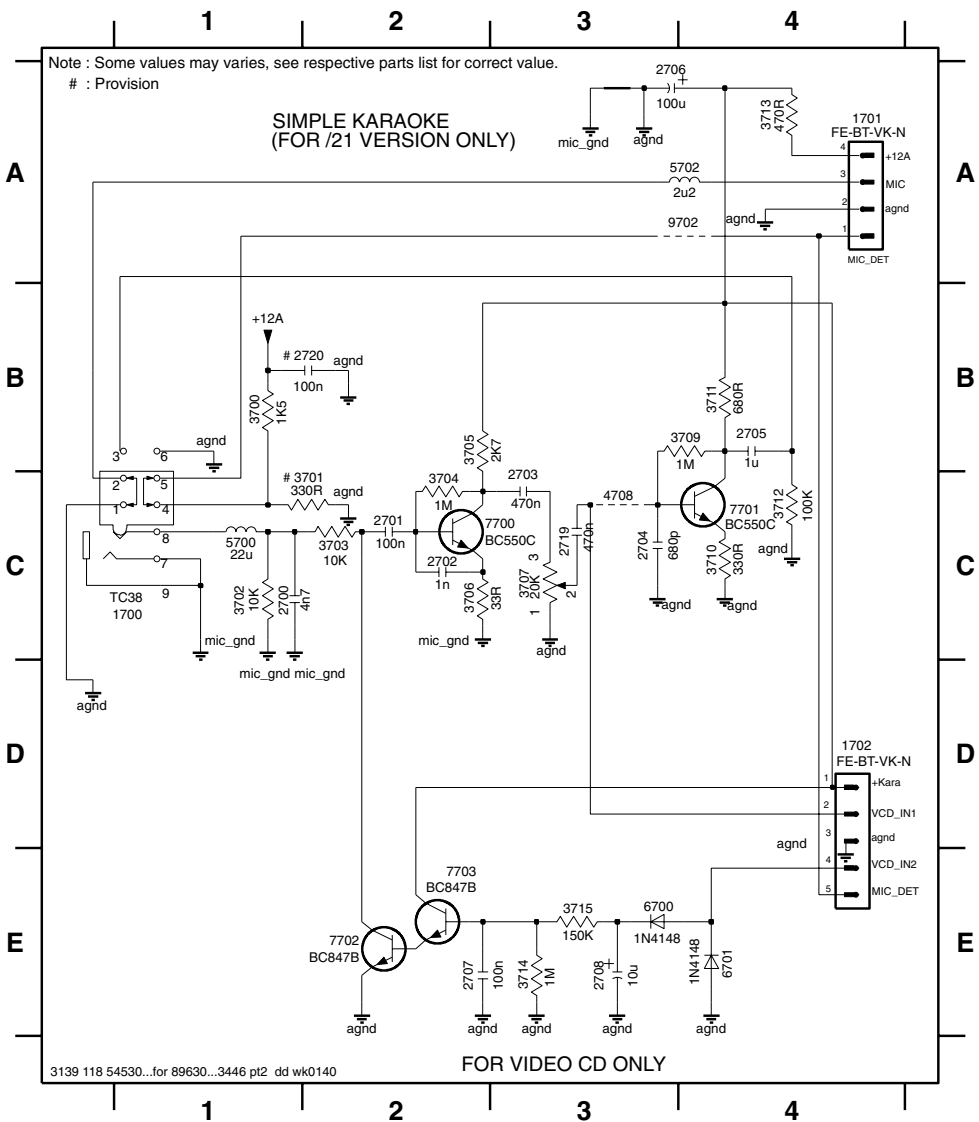 1 2 3 4
Note : Some values may varies, see respective parts list for correct value.
# : Provision
SIMPLE KARAOKE
(FOR /21 VERSION ONLY)
2706
+
100u
mic_gnd
agnd
3713
470R
1701
FE-BT-VK-N
4
+12A
3
MIC
2
agnd
1
MIC_DET
A
A
5702
2u2
agnd
9702
+12A
# 2720
agnd
100n
B
B
3700
1K5
3711
680R
agnd
3705
2K7
3709
1M
2705
1u
3
6
2
5
1
4
# 3701
330R
agnd
3704
1M
2703
470n
4708
7701
BC550C
3712
100K
8
5700
22u
3703
10K
2701
100n
7700
BC550C
2702
1n
2719
470n
2704
680p
3710
330R
agnd
C
C
7
9
TC38
1700
3702
10K
2700
4n7
3706
33R
3707
20K
3
1
2
agnd
agnd
mic_gnd
mic_gnd
agnd
mic_gnd mic_gnd
agnd
D
D
1702
FE-BT-VK-N
1
+Kara
2
VCD_IN1
agnd
3
agnd
4
VCD_IN2
5
MIC_DET
7703
BC847B
7702
BC847B
3715
150K
6700
1N4148
E
E
2707
100n
3714
1M
2708
+
10u
1N4148
6701
agnd
agnd
agnd
agnd
agnd
FOR VIDEO CD ONLY
3139 118 54530...for 89630...3446 pt2 dd wk0140
1 2 3 4